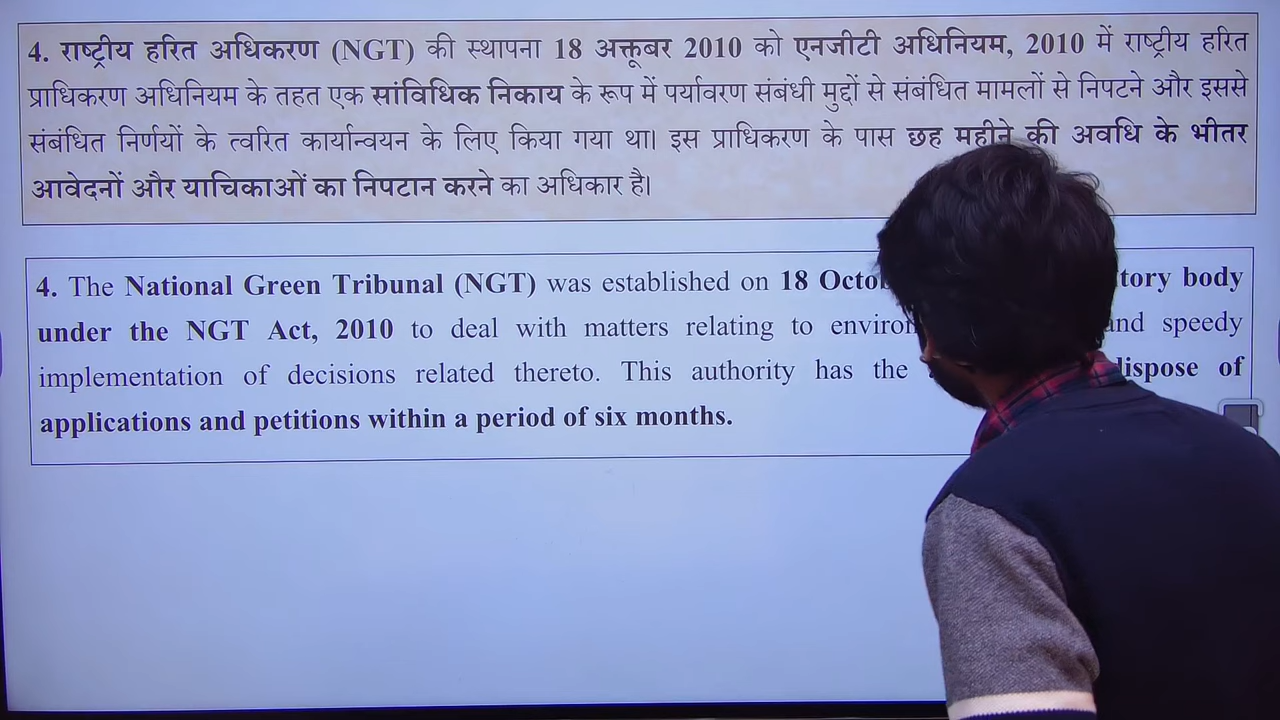 4. राष्ट्रीय हरित अधिकरण (NGT) की स्थापना 18 अक्तूबर 2010 को एनजीटी अधिनियम, 2010 में राष्ट्रीय हरित
प्राधिकरण अधिनियम के तहत एक सांविधिक निकाय के रूप में पर्यावरण संबंधी मुद्दों से संबंधित मामलों से निपटने और इससे
संबंधित निर्णयों के त्वरित कार्यान्वयन के लिए किया गया था। इस प्राधिकरण के पास छह महीने की अवधि के भीतर
आवेदनों और याचिकाओं का निपटान करने का अधिकार है।
4. The National Green Tribunal (NGT) was established on 18 body
under the NGT Act, 2010 to deal with matters relating to and speedy
implementation of decisions related thereto. This authority has the of
applications and petitions within a period of six months.